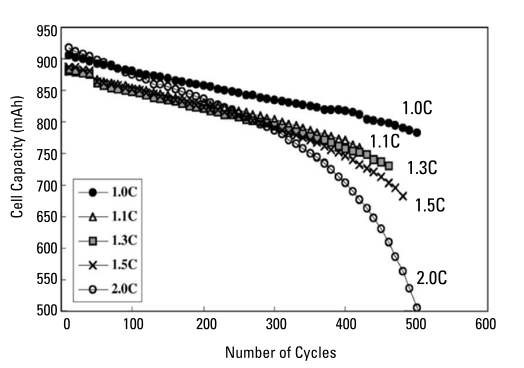 950
900
850
800
750
700
650
600
550
500
Cell Capacity (mAh)
1.0C
1.1C
1.3C
1.5C
2.0C
1.0C
1.1C
1.3C
1.5C
2.0C
0 100 200 300 400 500 600
Number of Cycles